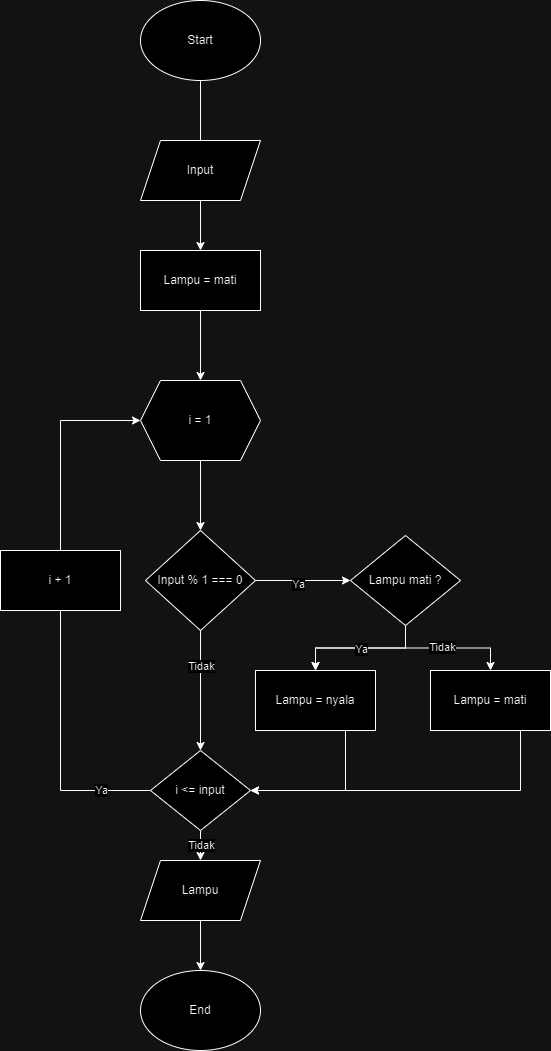 Start
Input
Lampu = mati
i = 1
i + 1
Input % 1 === 0
Ya
Lampu mati ?
Tidak
Ya
Tidak
Lampu = nyala
Lampu = mati
Ya
i <= input
Tidak
Lampu
End